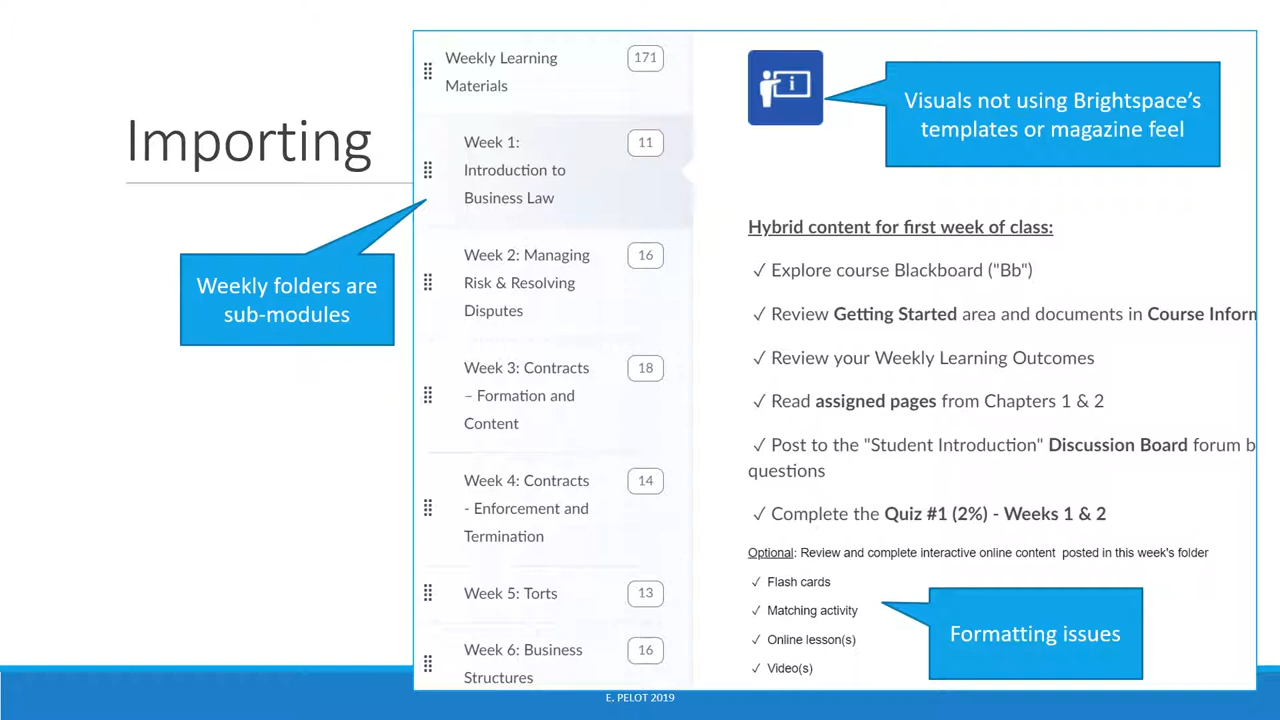 Importing
Weekly folders are
sub-modules
Weekly Learning
Materials
171
Week 1:
Introduction to
Business Law
11
Week 2: Managing
Risk & Resolving
Disputes
16
Week 3: Contracts
– Formation and
Content
18
Week 4: Contracts
- Enforcement and
Termination
14
Week 5: Torts
13
Week 6: Business
Structures
16
i
Visuals not using Brightspace’s
templates or magazine feel
Hybrid content for first week of class:
✓ Explore course Blackboard ("Bb")
✓ Review Getting Started area and documents in Course Inforn
✓ Review your Weekly Learning Outcomes
✓ Read assigned pages from Chapters 1 & 2
✓ Post to the "Student Introduction" Discussion Board forum b
questions
✓ Complete the Quiz #1 (2%) - Weeks 1 & 2
Optional: Review and complete interactive online content posted in this week's folder
✓ Flash cards
✓ Matching activity
✓ Online lesson(s)
✓ Video(s)
Formatting issues
E. PELOT 2019